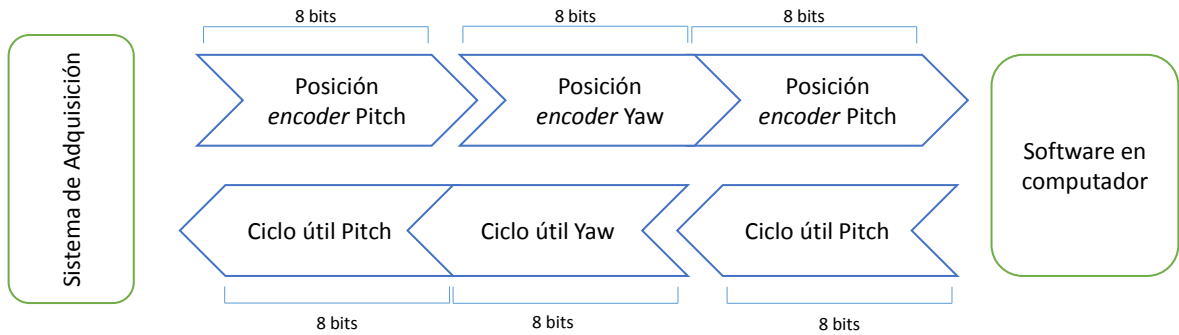 8 bits
8 bits
8 bits
Sistema de Adquisición
Posición
encoder Pitch
Posición
encoder Yaw
Posición
encoder Pitch
Software en
computador
Ciclo útil Pitch
Ciclo útil Yaw
Ciclo útil Pitch
8 bits
8 bits
8 bits